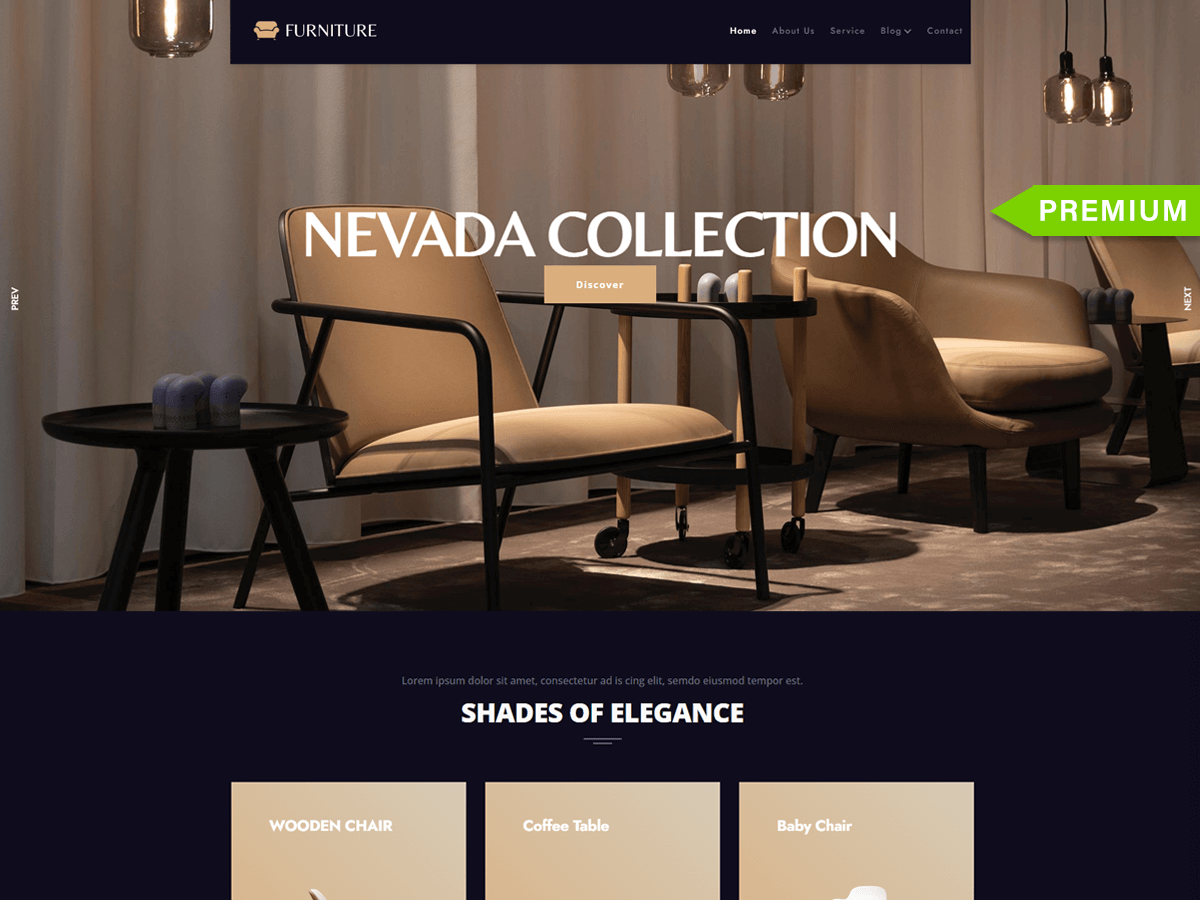 FURNITURE
Home About Us Service Blog Contact
PREMIUM
NEVADA COLLECTION
Discover
PREV
NEXT
Lorem ipsum dolor sit amet, consectetur ad is cing elit, semdo eiusmod tempor est.
SHADES OF ELEGANCE
WOODEN CHAIR
Coffee Table
Baby Chair